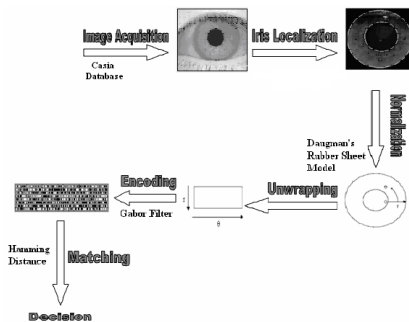 Image Acquisition
Casia
Database
Iris Localization
Normalization
Daugman's
Rubber Sheet
Model
Unwrapping
Encoding
Gabor Filter
r
θ
θ
r
Hamming
Distance
Matching
Decision